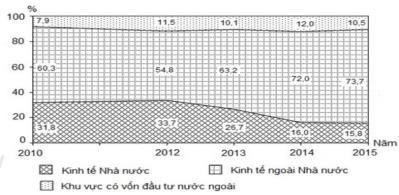 %
100
7,9 11,5 10,1 12,0 10,5
80
60,3 54,8 63,2 72,0 73,7
60
40
20
31,8 33,7 26,7 16,0 15,8
0
2010 2012 2013 2014 2015 Năm
Kinh tế Nhà nước Kinh tế ngoài Nhà nước
Khu vực có vốn đầu tư nước ngoài